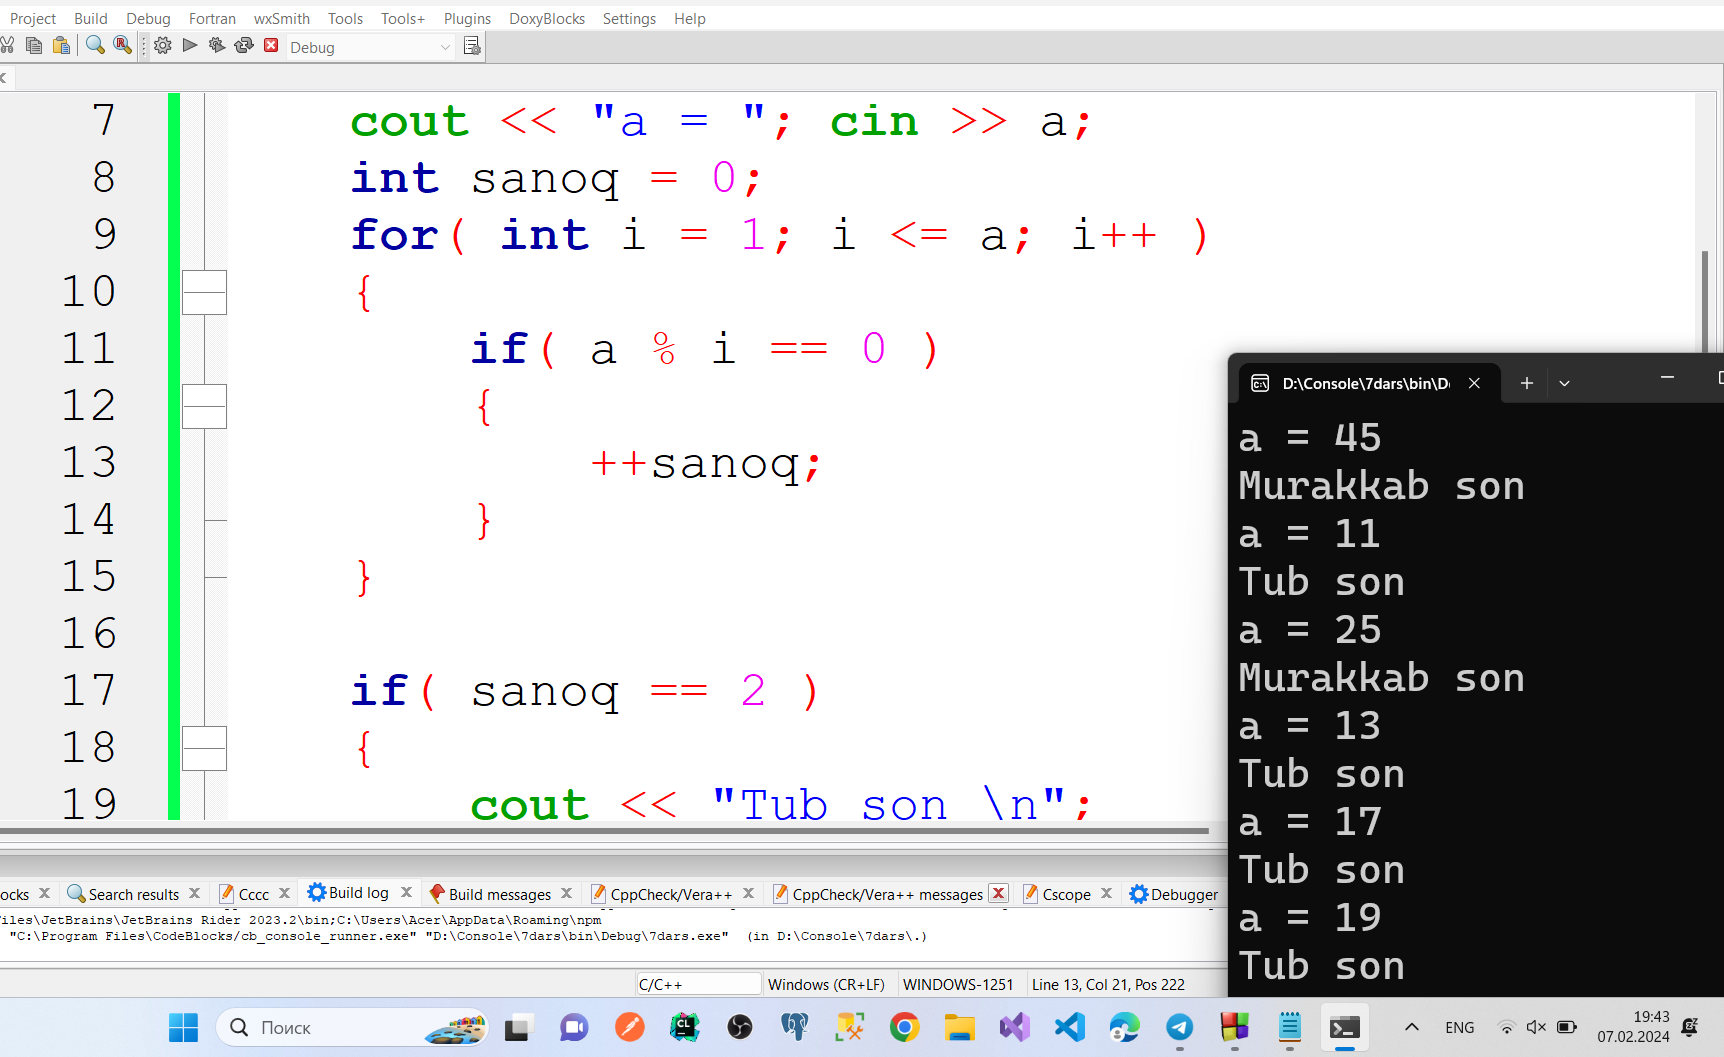 Project Build Debug Fortran wxSmith Tools Tools+ Plugins DoxyBlocks Settings Help
Debug
7 cout << "a = "; cin >> a;
8 int sanoq = 0;
9 for( int i = 1; i <= a; i++ )
10 {
11 if( a % i == 0 )
12 {
13 ++sanoq;
14 }
15 }
16
17 if( sanoq == 2 )
18 {
19 cout << "Tub son \n";
D:\Console\7dars\bin\De
a = 45
Murakkab son
a = 11
Tub son
a = 25
Murakkab son
a = 13
Tub son
a = 17
Tub son
a = 19
Tub son
ocks Search results Cccc Build log Build messages CppCheck/Vera++ CppCheck/Vera++ messages Cscope Debugger
iles\JetBrains\JetBrains Rider 2023.2\bin;C:\Users\Acer\AppData\Roaming\npm
"C:\Program Files\CodeBlocks/cb_console_runner.exe" "D:\Console\7dars\bin\Debug\7dars.exe" (in D:\Console\7dars\.)
C/C++ Windows (CR+LF) WINDOWS-1251 Line 13, Col 21, Pos 222
Поиск
ENG
19:43
07.02.2024